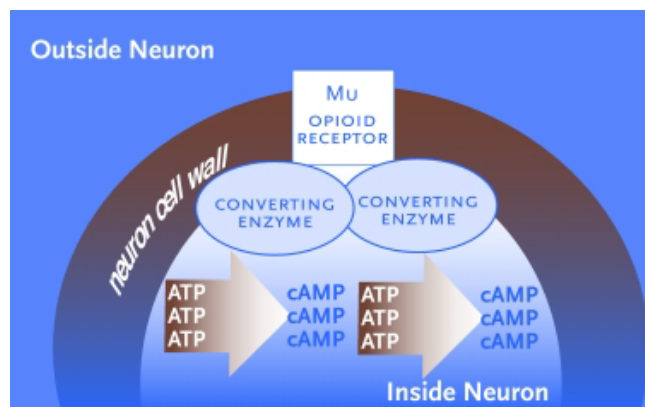 Outside Neuron
Mu
OPIOID
RECEPTOR
neuron cell wall
CONVERTING
ENZYME
CONVERTING
ENZYME
ATP cAMP ATP cAMP
ATP cAMP ATP cAMP
ATP cAMP ATP cAMP
Inside Neuron